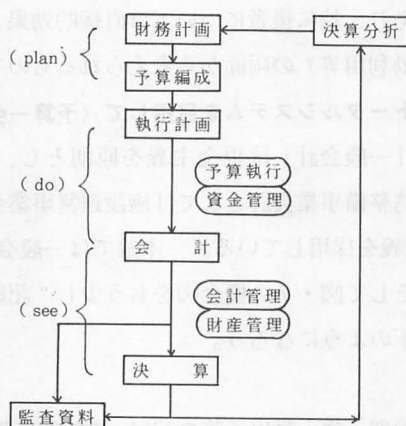 (plan)
財務計画
決算分析
予算編成
執行計画
(do)
予算執行
資金管理
会 計
(see)
会計管理
財産管理
決 算
監査資料